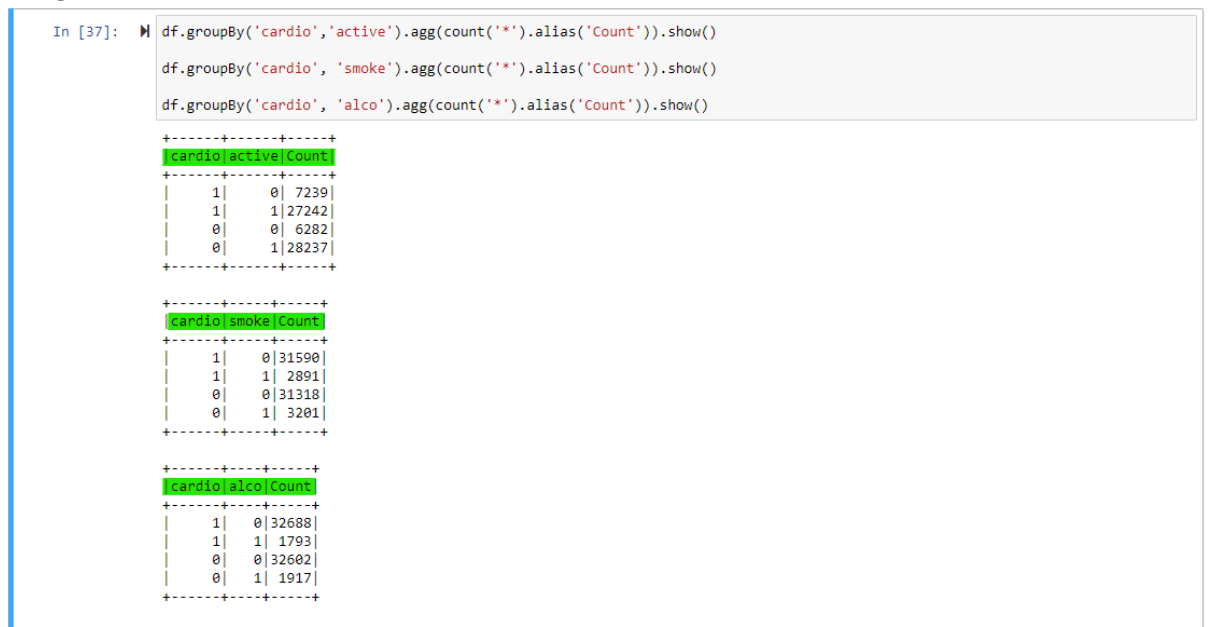 In [37]: df.groupBy('cardio','active').agg(count('*').alias('Count')).show()
df.groupBy('cardio', 'smoke').agg(count('*').alias('Count')).show()
df.groupBy('cardio', 'alco').agg(count('*').alias('Count')).show()
+------+------+-----+
|cardio|active|Count|
+------+------+-----+
|     1|     0| 7239|
|     1|     1|27242|
|     0|     0| 6282|
|     0|     1|28237|
+------+------+-----+
+------+-----+-----+
|cardio|smoke|Count|
+------+-----+-----+
|     1|    0|31590|
|     1|    1| 2891|
|     0|    0|31318|
|     0|    1| 3201|
+------+-----+-----+
+------+----+-----+
|cardio|alco|Count|
+------+----+-----+
|     1|   0|32688|
|     1|   1| 1793|
|     0|   0|32602|
|     0|   1| 1917|
+------+----+-----+